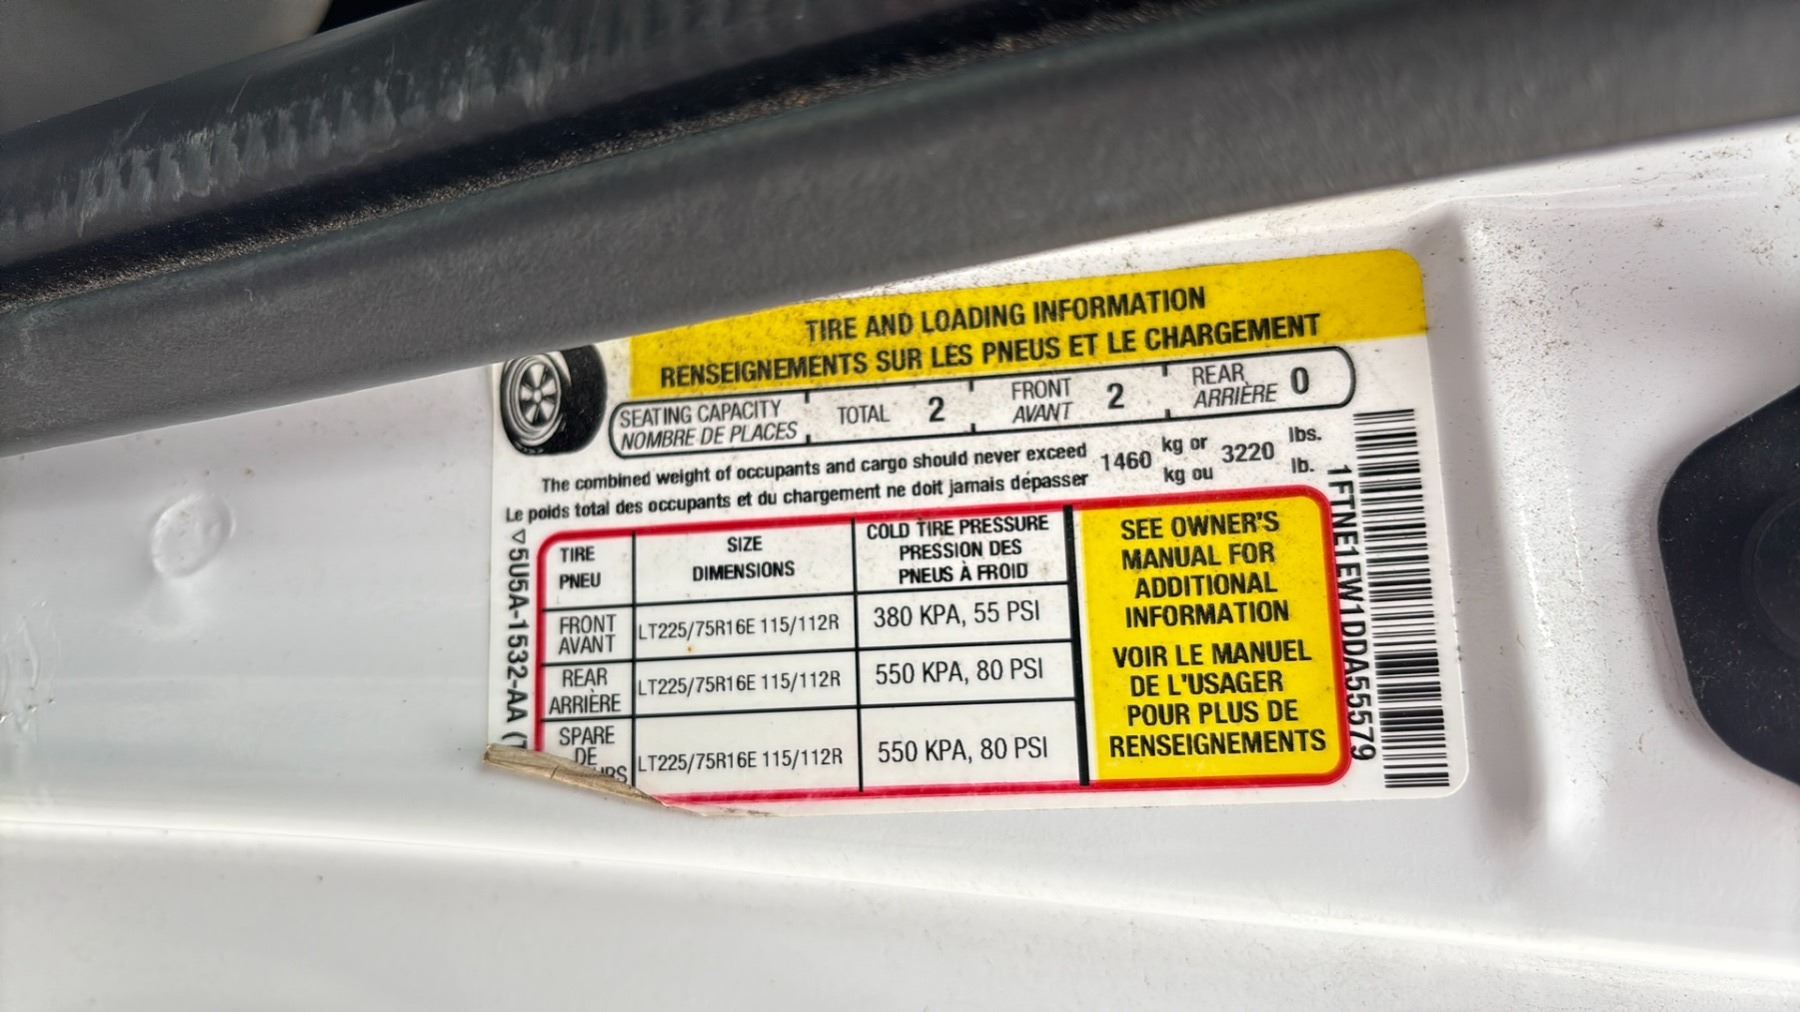 TIRE AND LOADING INFORMATION
RENSEIGNEMENTS SUR LES PNEUS ET LE CHARGEMENT
SEATING CAPACITY TOTAL 2 FRONT 2 REAR 0
NOMBRE DE PLACES AVANT ARRIÈRE
The combined weight of occupants and cargo should never exceed 1460 kg or 3220 lbs.
Le poids total des occupants et du chargement ne doit jamais dépasser kg ou lb.
TIRE SIZE COLD TIRE PRESSURE
PNEU DIMENSIONS PRESSION DES
PNEUS À FROID
FRONT LT225/75R16E 115/112R 380 KPA, 55 PSI
AVANT
REAR LT225/75R16E 115/112R 550 KPA, 80 PSI
ARRIÈRE
SPARE LT225/75R16E 115/112R 550 KPA, 80 PSI
DE
SEE OWNER'S
MANUAL FOR
ADDITIONAL
INFORMATION
VOIR LE MANUEL
DE L'USAGER
POUR PLUS DE
RENSEIGNEMENTS
▽5U5A-1532-AA
1FTNE1EW1DDA55579